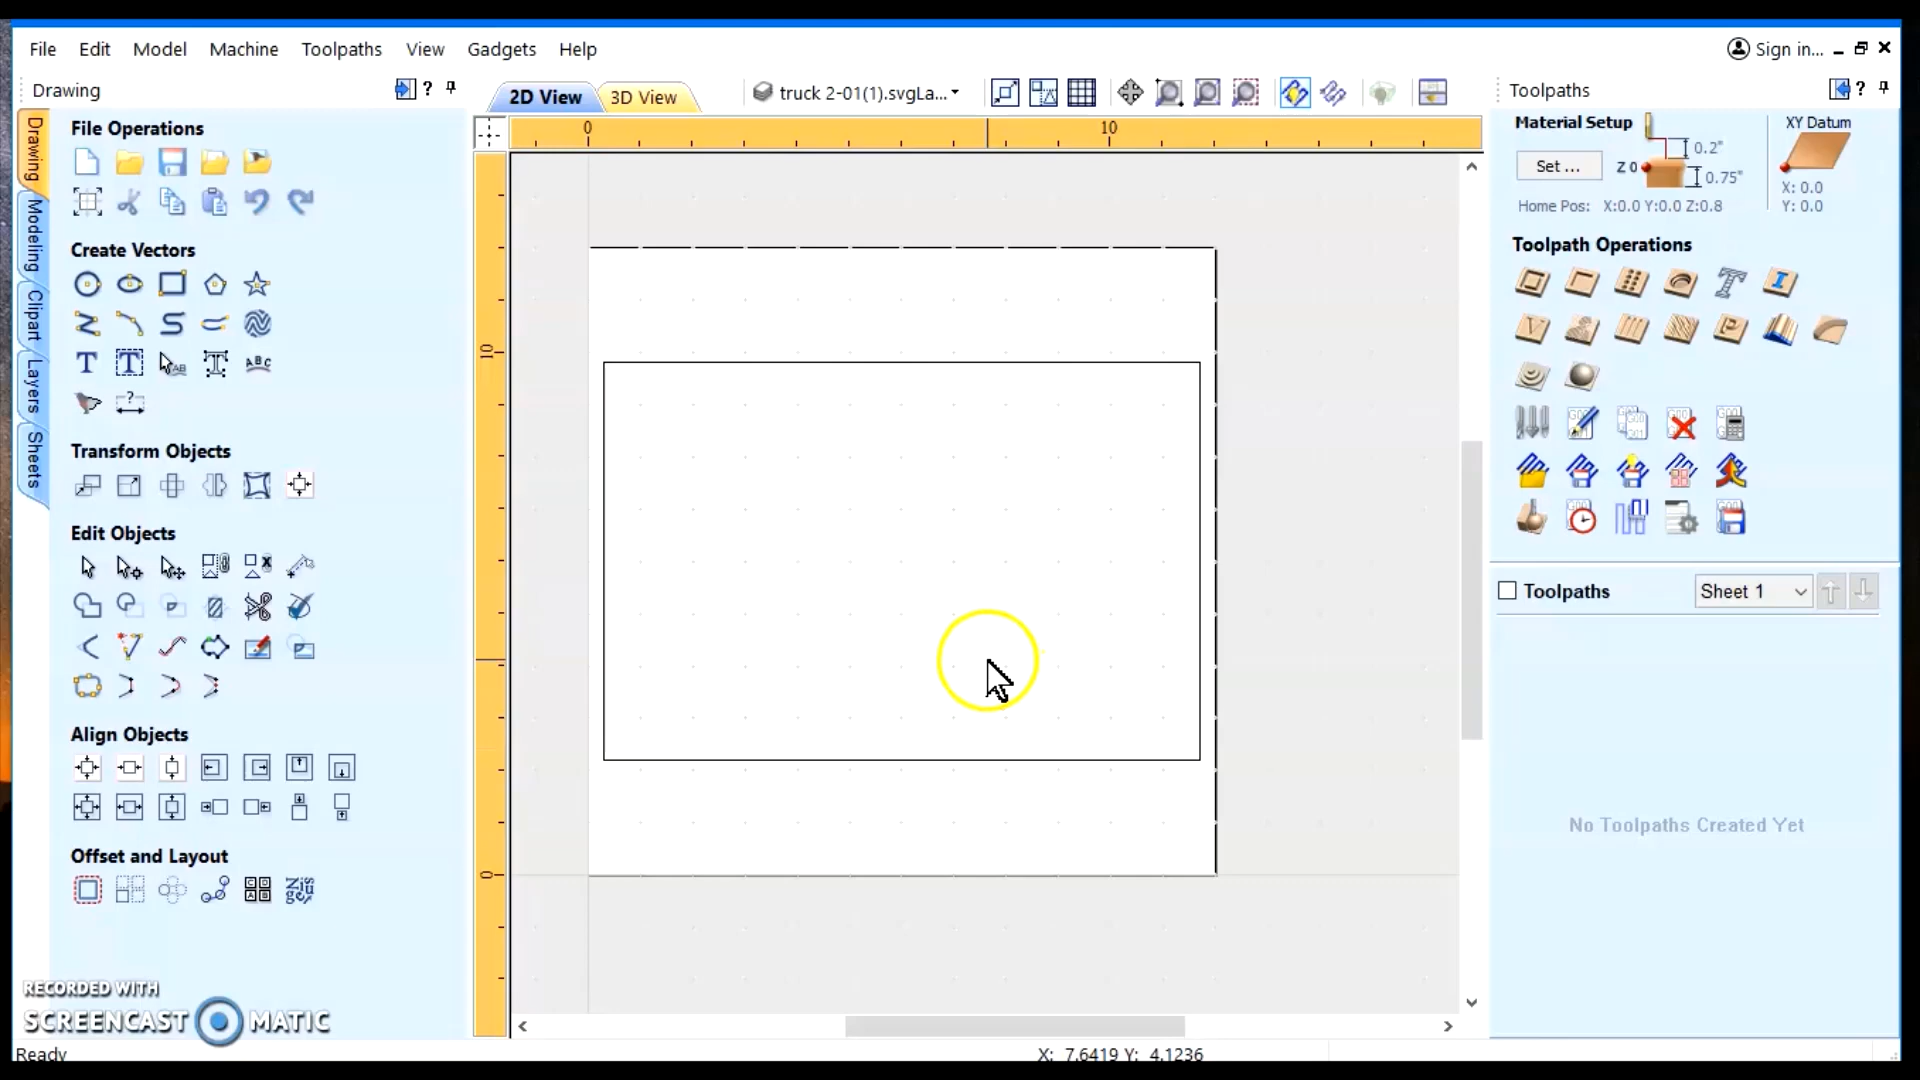 File Edit Model Machine Toolpaths View Gadgets Help
Sign in...
Drawing
2D View
3D View
truck 2-01(1).svgLa...
Toolpaths
Drawing
Modeling
Clipart
Layers
Sheets
File Operations
Create Vectors
Transform Objects
Edit Objects
Align Objects
Offset and Layout
0
10
10
0
Material Setup
XY Datum
0.2"
Set ...
Z 0
0.75"
X: 0.0
Y: 0.0
Home Pos: X:0.0 Y:0.0 Z:0.8
Toolpath Operations
Toolpaths
Sheet 1
No Toolpaths Created Yet
RECORDED WITH
SCREENCAST MATIC
Ready
X: 7.6419 Y: 4.1236